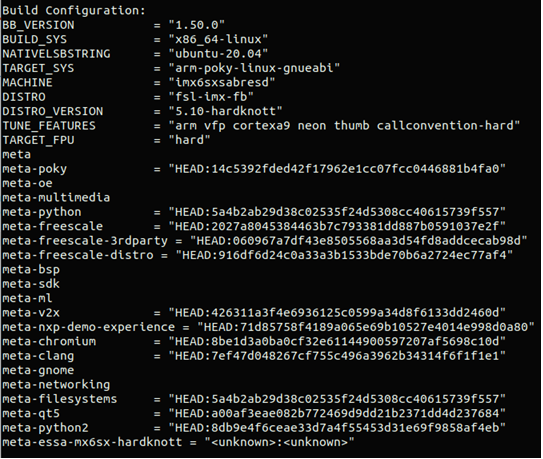 Build Configuration:
BB_VERSION           = "1.50.0"
BUILD_SYS            = "x86_64-linux"
NATIVELSBSTRING      = "ubuntu-20.04"
TARGET_SYS           = "arm-poky-linux-gnueabi"
MACHINE              = "imx6sxsabresd"
DISTRO               = "fsl-imx-fb"
DISTRO_VERSION       = "5.10-hardknott"
TUNE_FEATURES        = "arm vfp cortexa9 neon thumb callconvention-hard"
TARGET_FPU           = "hard"
meta
meta-poky            = "HEAD:14c5392fded42f17962e1cc07fcc0446881b4fa0"
meta-oe
meta-multimedia
meta-python          = "HEAD:5a4b2ab29d38c02535f24d5308cc40615739f557"
meta-freescale       = "HEAD:2027a8045384463b7c793381dd887b0591037e2f"
meta-freescale-3rdparty = "HEAD:060967a7df43e8505568aa3d54fd8addcecab98d"
meta-freescale-distro = "HEAD:916df6d24c0a33a3b1533bde70b6a2724ec77af4"
meta-bsp
meta-sdk
meta-ml
meta-v2x             = "HEAD:426311a3f4e6936125c0599a34d8f6133dd2460d"
meta-nxp-demo-experience = "HEAD:71d85758f4189a065e69b10527e4014e998d0a80"
meta-chromium        = "HEAD:8be1d3a0ba0cf32e61144900597207af5698c10d"
meta-clang           = "HEAD:7ef47d048267cf755c496a3962b34314f6f1f1e1"
meta-gnome
meta-networking
meta-filesystems     = "HEAD:5a4b2ab29d38c02535f24d5308cc40615739f557"
meta-qt5             = "HEAD:a00af3eae082b772469d9dd21b2371dd4d237684"
meta-python2         = "HEAD:8db9e4f6ceae33d7a4f55453d31e69f9858af4eb"
meta-essa-mx6sx-hardknott = "<unknown>:<unknown>"